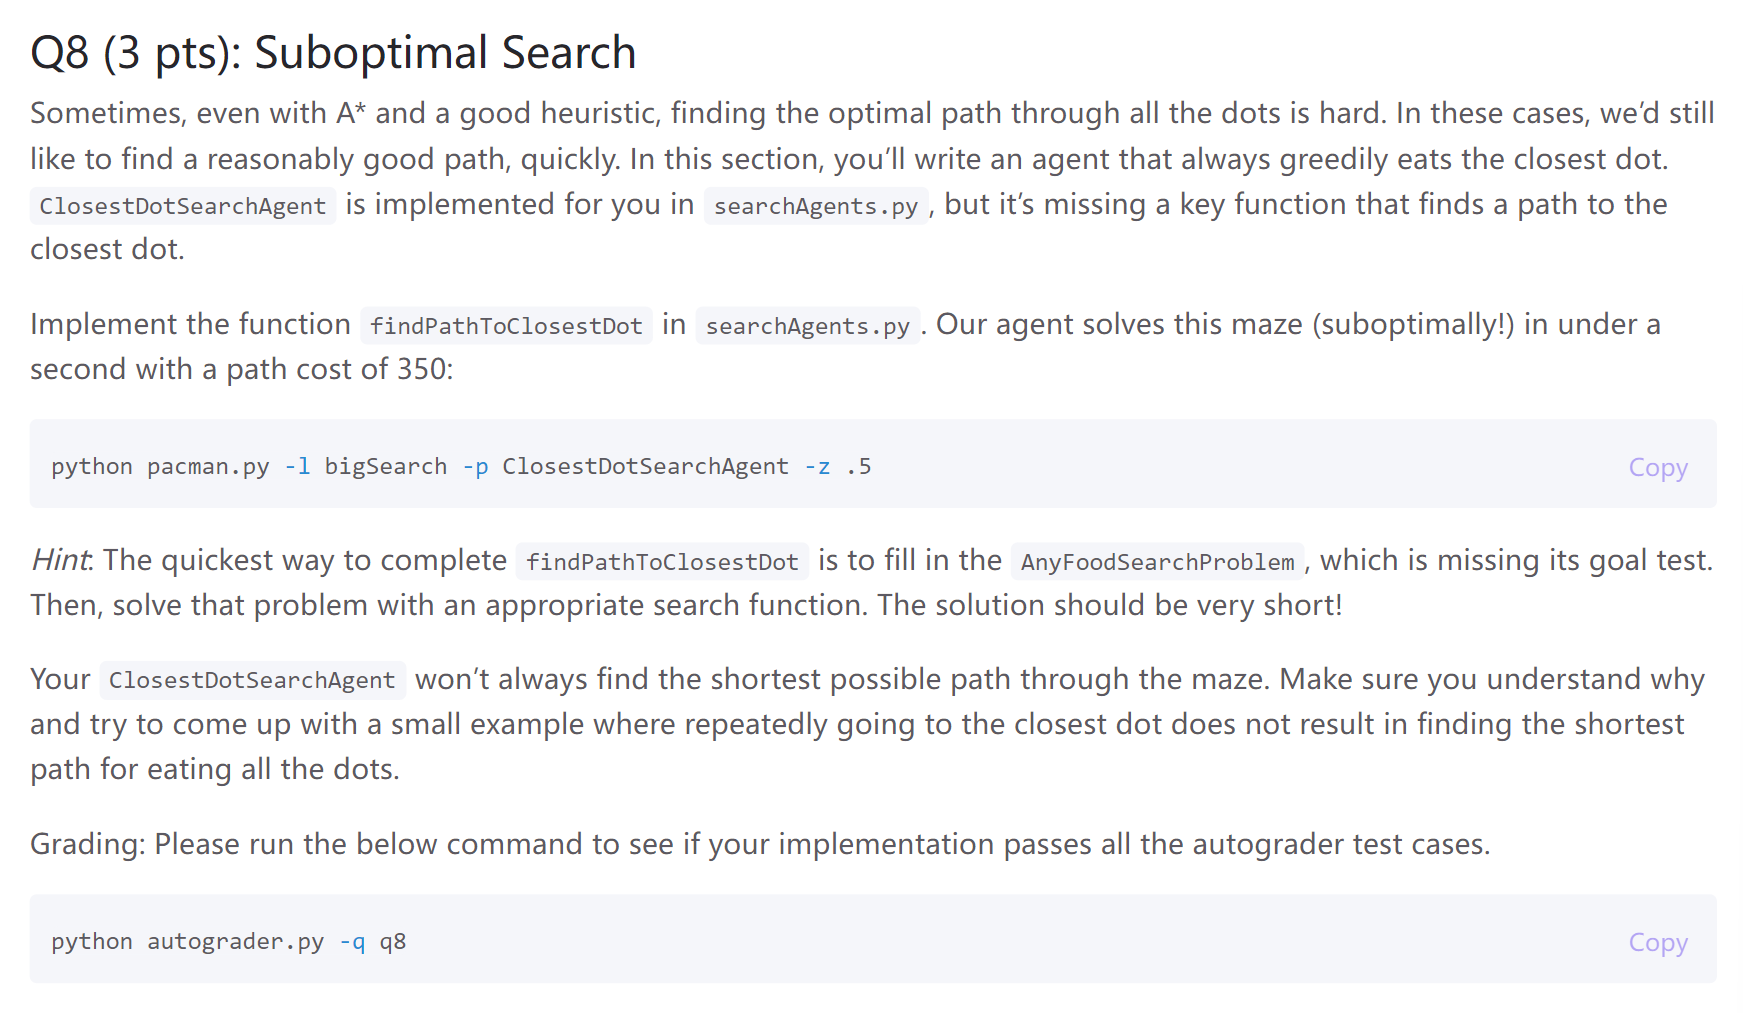 Q8 (3 pts): Suboptimal Search
Sometimes, even with A* and a good heuristic, finding the optimal path through all the dots is hard. In these cases, we’d still
like to find a reasonably good path, quickly. In this section, you’ll write an agent that always greedily eats the closest dot.
ClosestDotSearchAgent is implemented for you in searchAgents.py, but it’s missing a key function that finds a path to the
closest dot.
Implement the function findPathToClosestDot in searchAgents.py. Our agent solves this maze (suboptimally!) in under a
second with a path cost of 350:
python pacman.py -l bigSearch -p ClosestDotSearchAgent -z .5 Copy
Hint: The quickest way to complete findPathToClosestDot is to fill in the AnyFoodSearchProblem, which is missing its goal test.
Then, solve that problem with an appropriate search function. The solution should be very short!
Your ClosestDotSearchAgent won’t always find the shortest possible path through the maze. Make sure you understand why
and try to come up with a small example where repeatedly going to the closest dot does not result in finding the shortest
path for eating all the dots.
Grading: Please run the below command to see if your implementation passes all the autograder test cases.
python autograder.py -q q8 Copy